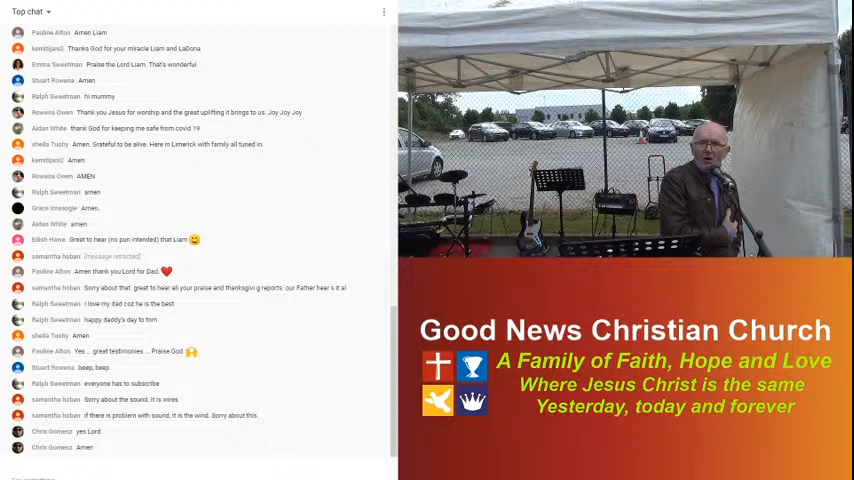 Top chat
Pauline Alton Amen Liam
kemitijani2 Thanks God for your miracle Liam and LaDona
Emma Sweetman Praise the Lord Liam. That's wonderful
Stuart Rowena Amen
Ralph Sweetman hi mummy
Rowena Owen Thank you Jesus for worship and the great uplifting it brings to us. Joy Joy Joy
Aidan White thank God for keeping me safe from covid 19
sheila Tuohy Amen. Grateful to be alive. Here in Limerick with family all tuned in.
kemitijani2 Amen
Rowena Owen AMEN
Ralph Sweetman amen
Grace Imasogie Amen.
Aidan White amen
Eilish Howe Great to hear (no pun intended) that Liam 😄
samantha hoban [message retracted]
Pauline Alton Amen thank you Lord for Dad. ❤️
samantha hoban Sorry about that. great to hear all your praise and thanksgivi g reports. our Father hear s it al
Ralph Sweetman I love my dad coz he is the best
Ralph Sweetman happy daddy's day to tom
sheila Tuohy Amen
Pauline Alton Yes ... great testimonies ... Praise God 🙌
Stuart Rowena beep, beep
Ralph Sweetman everyone has to subscribe
samantha hoban Sorry about the sound. It is wires
samantha hoban if there is problem with sound, it is the wind. Sorry about this.
Chris Gomesz yes Lord.
Chris Gomesz Amen
Good News Christian Church
A Family of Faith, Hope and Love
Where Jesus Christ is the same
Yesterday, today and forever